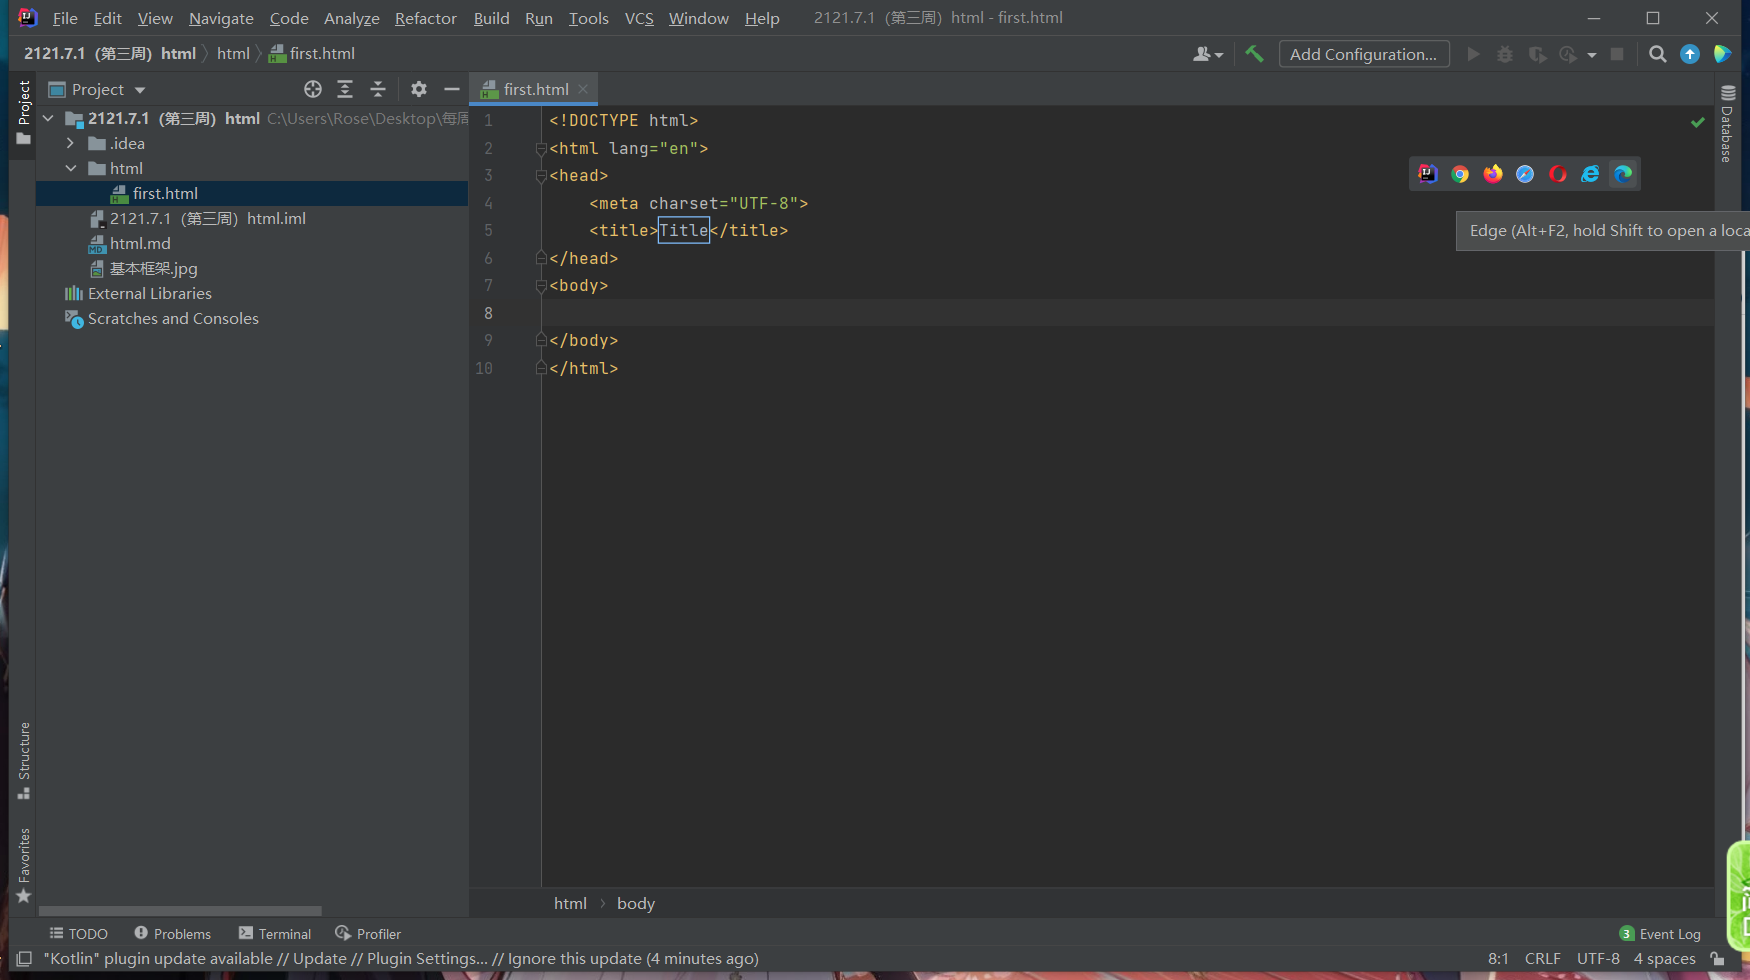 File Edit View Navigate Code Analyze Refactor Build Run Tools VCS Window Help 2121.7.1（第三周）html - first.html
2121.7.1（第三周）html html first.html Add Configuration...
Project
Project
first.html
2121.7.1（第三周）html C:\Users\Rose\Desktop\每周
.idea
html
first.html
2121.7.1（第三周）html.iml
html.md
基本框架.jpg
External Libraries
Scratches and Consoles
1 <!DOCTYPE html>
2 <html lang="en">
3 <head>
4 <meta charset="UTF-8">
5 <title>Title</title>
6 </head>
7 <body>
8
9 </body>
10 </html>
Edge (Alt+F2, hold Shift to open a loca
Database
Structure
Favorites
html body
TODO Problems Terminal Profiler 3 Event Log
"Kotlin" plugin update available // Update // Plugin Settings... // Ignore this update (4 minutes ago) 8:1 CRLF UTF-8 4 spaces